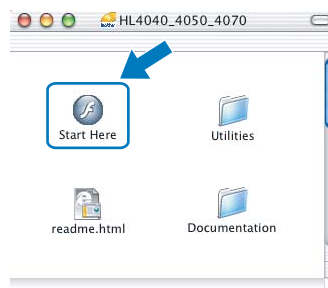 HL4040_4050_4070
Start Here
Utilities
readme.html
Documentation